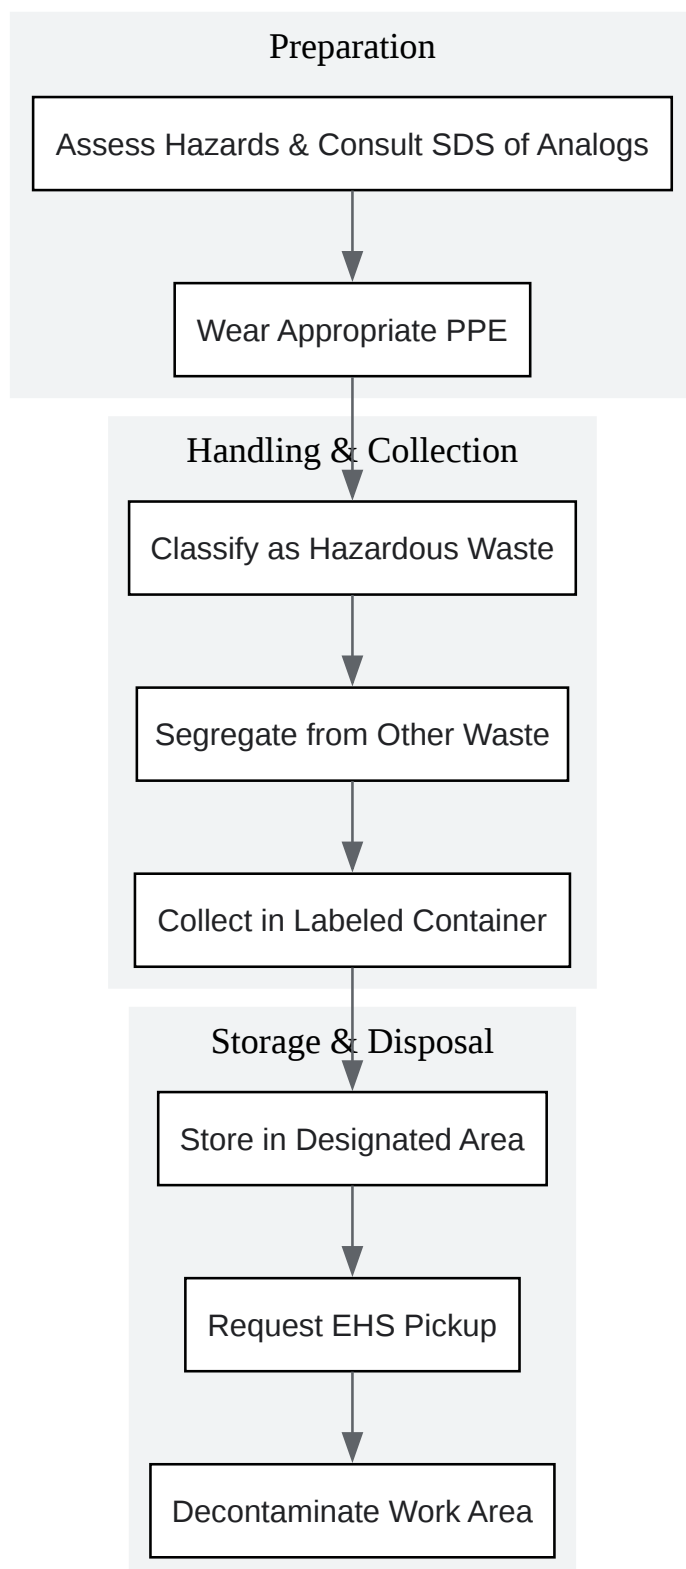 Preparation
Assess Hazards & Consult SDS of Analogs
Wear Appropriate PPE
Handling & Collection
Classify as Hazardous Waste
Segregate from Other Waste
Collect in Labeled Container
Storage & Disposal
Store in Designated Area
Request EHS Pickup
Decontaminate Work Area